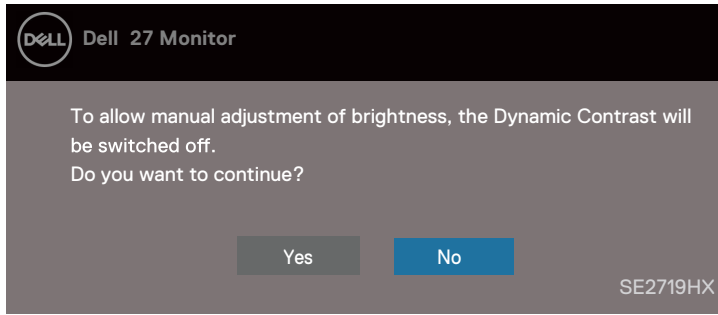 DELL Dell 27 Monitor
To allow manual adjustment of brightness, the Dynamic Contrast will
be switched off.
Do you want to continue?
Yes No
SE2719HX